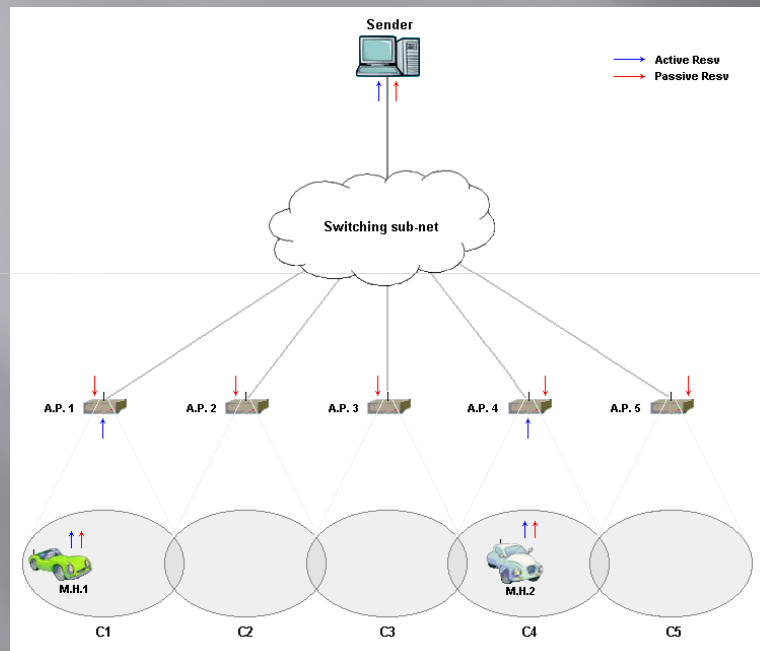 Sender
Active Resv
Passive Resv
Switching sub-net
A.P. 1
A.P. 2
A.P. 3
A.P. 4
A.P. 5
M.H.1
M.H.2
C1
C2
C3
C4
C5